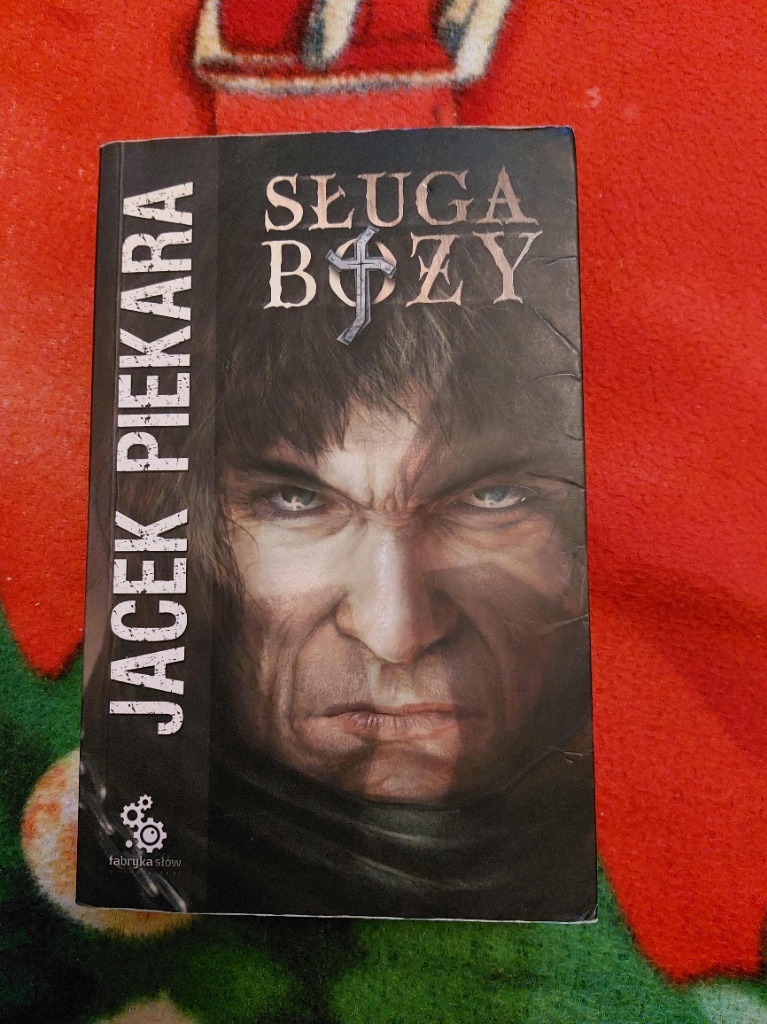 JACEK PIEKARA
SŁUGA
BOŻY
fabryka słów